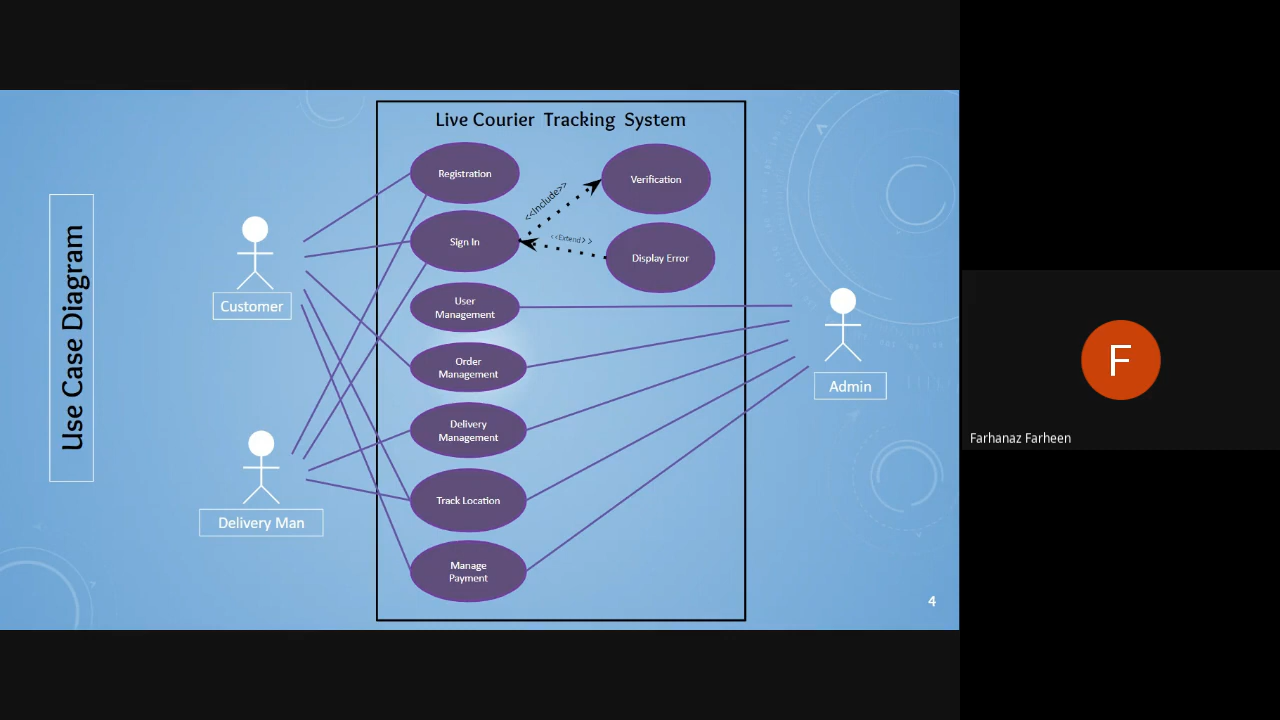 Use Case Diagram
Live Courier Tracking System
Registration
Verification
<<Include>>
Sign In
<<Extend>>
Display Error
User
Management
Order
Management
Delivery
Management
Track Location
Manage
Payment
Customer
Delivery Man
Admin
4
F
Farhanaz Farheen